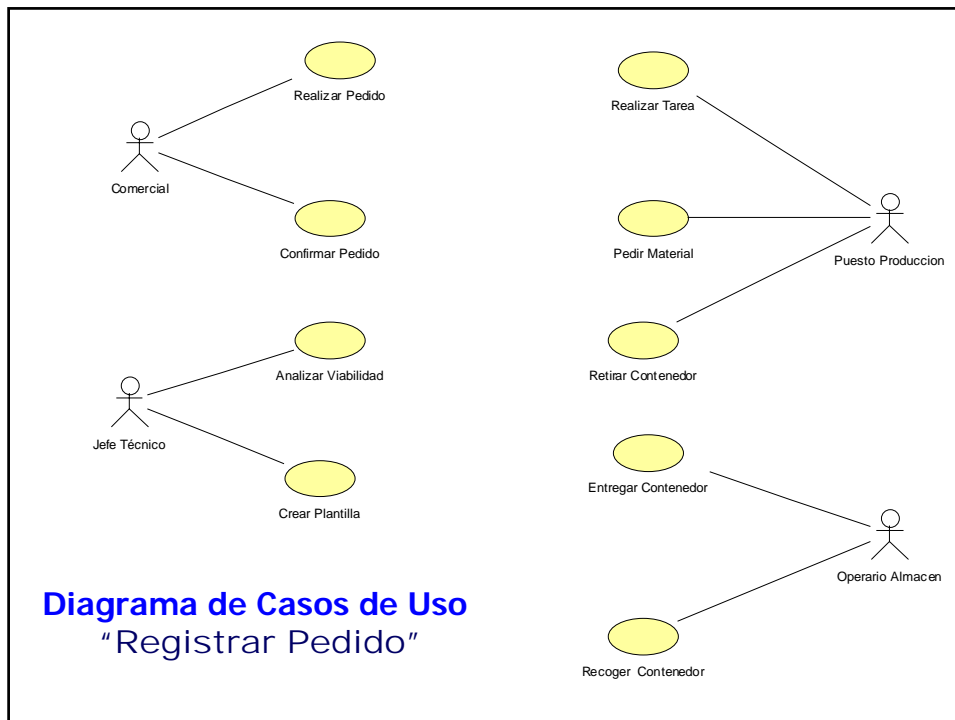 Realizar Pedido
Comercial
Confirmar Pedido
Analizar Viabilidad
Jefe Técnico
Crear Plantilla
Realizar Tarea
Pedir Material
Puesto Produccion
Retirar Contenedor
Entregar Contenedor
Operario Almacen
Recoger Contenedor
Diagrama de Casos de Uso
“Registrar Pedido”